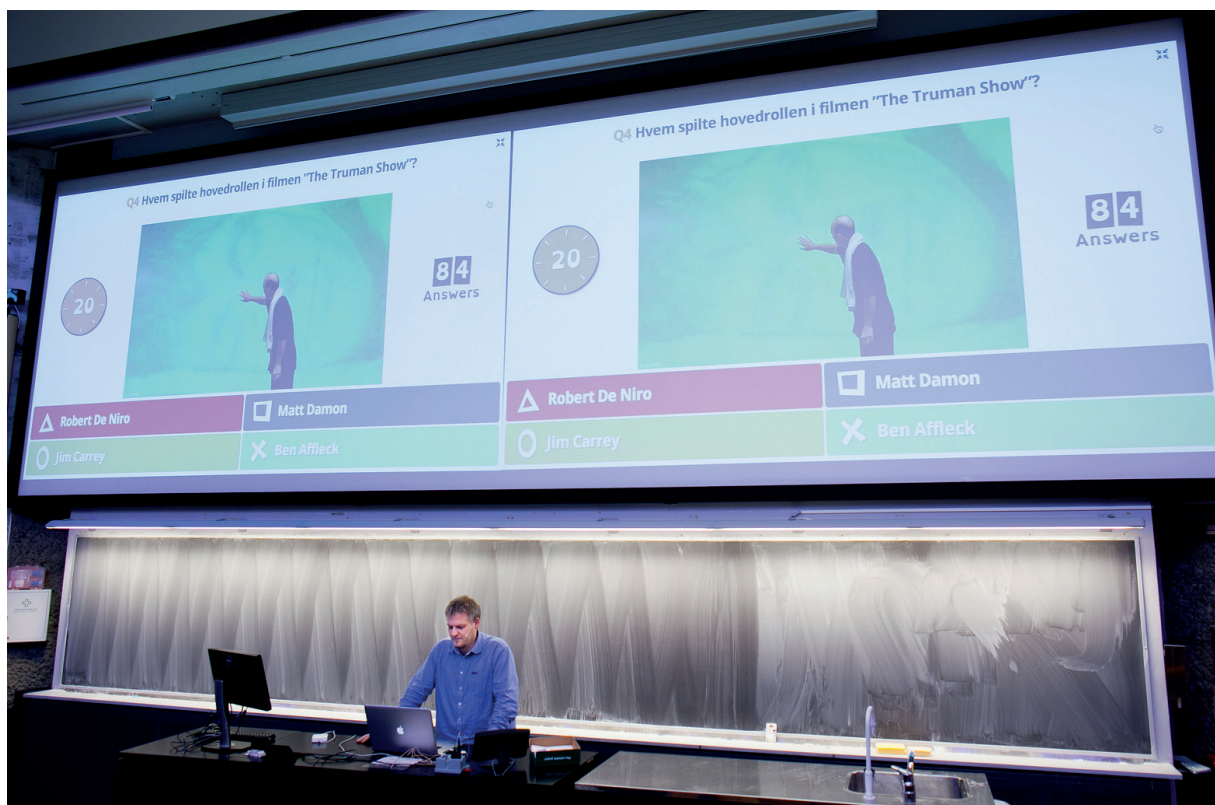 Q4 Hvem spilte hovedrollen i filmen "The Truman Show"?
20
84
Answers
Robert De Niro
Matt Damon
Jim Carrey
Ben Affleck
Q4 Hvem spilte hovedrollen i filmen "The Truman Show"?
20
84
Answers
Robert De Niro
Matt Damon
Jim Carrey
Ben Affleck